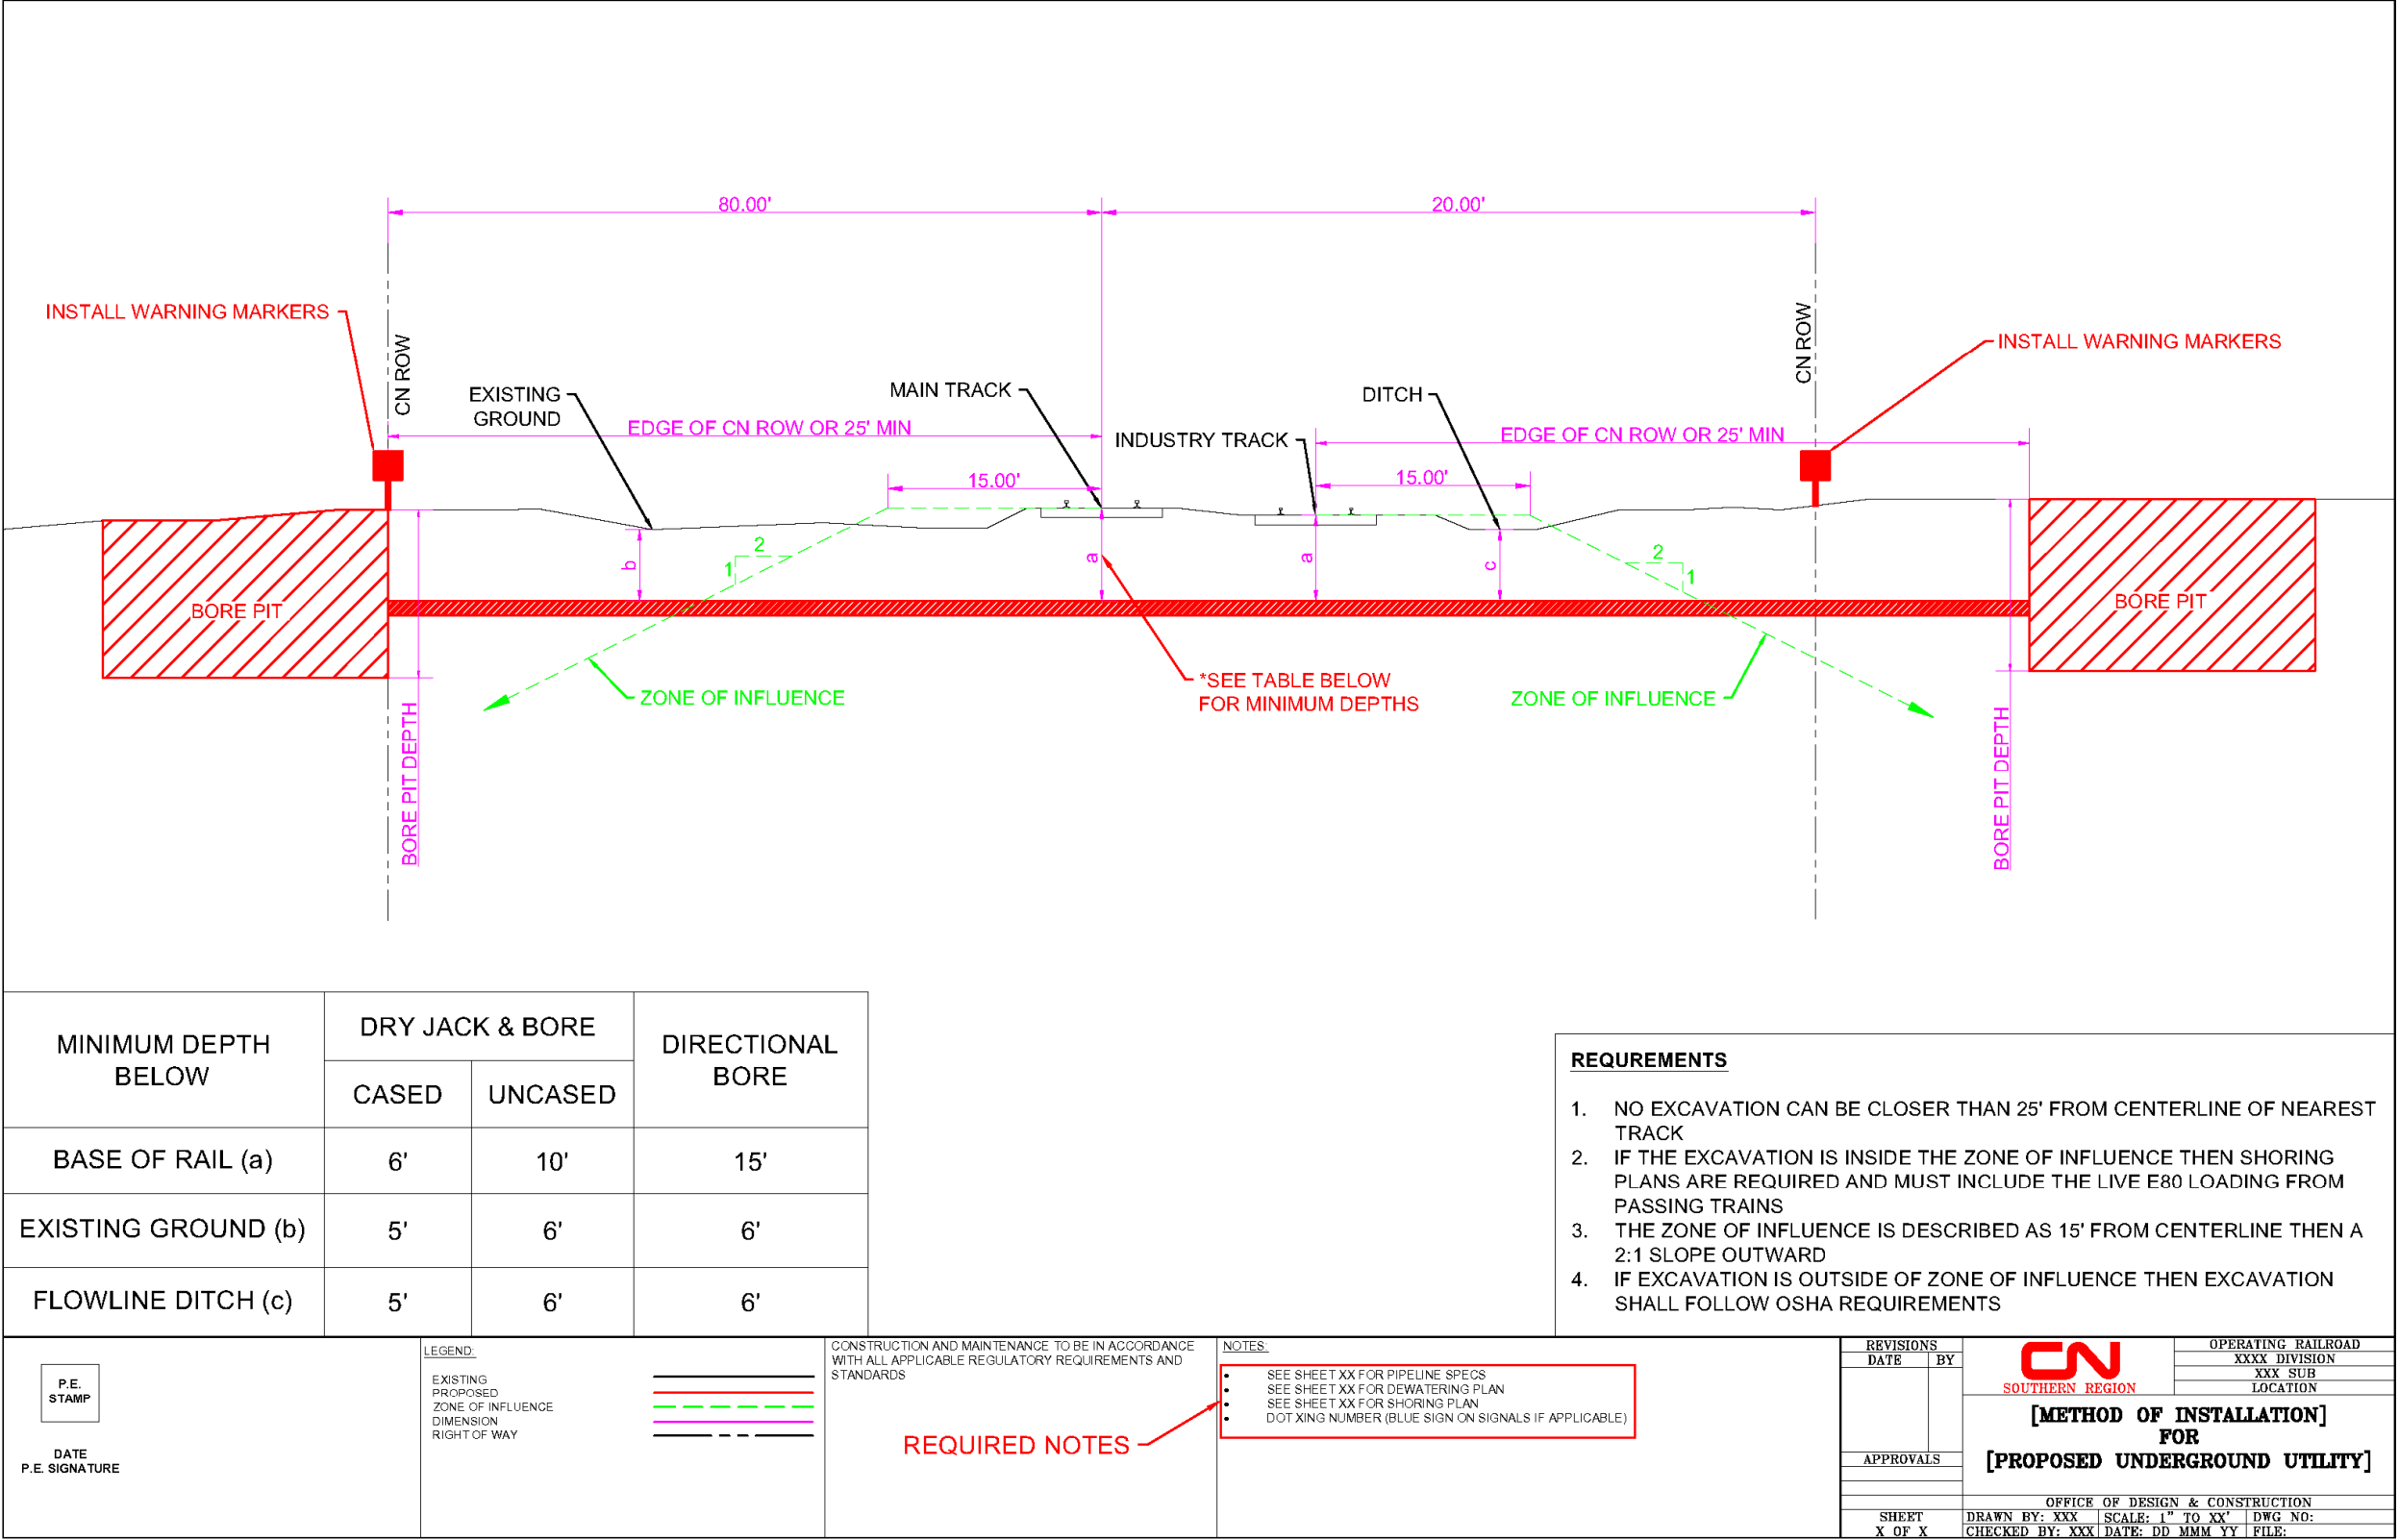 80.00'
20.00'
INSTALL WARNING MARKERS
CN ROW
CN ROW
INSTALL WARNING MARKERS
EXISTING
GROUND
MAIN TRACK
DITCH
EDGE OF CN ROW OR 25' MIN
INDUSTRY TRACK
EDGE OF CN ROW OR 25' MIN
15.00'
15.00'
2
1
b
a
a
c
2
1
BORE PIT
BORE PIT
*SEE TABLE BELOW
FOR MINIMUM DEPTHS
ZONE OF INFLUENCE
ZONE OF INFLUENCE
BORE PIT DEPTH
BORE PIT DEPTH
MINIMUM DEPTH
BELOW
DRY JACK & BORE
DIRECTIONAL
BORE
CASED
UNCASED
BASE OF RAIL (a)
6'
10'
15'
EXISTING GROUND (b)
5'
6'
6'
FLOWLINE DITCH (c)
5'
6'
6'
REQUREMENTS
1. NO EXCAVATION CAN BE CLOSER THAN 25' FROM CENTERLINE OF NEAREST
TRACK
2. IF THE EXCAVATION IS INSIDE THE ZONE OF INFLUENCE THEN SHORING
PLANS ARE REQUIRED AND MUST INCLUDE THE LIVE E80 LOADING FROM
PASSING TRAINS
3. THE ZONE OF INFLUENCE IS DESCRIBED AS 15' FROM CENTERLINE THEN A
2:1 SLOPE OUTWARD
4. IF EXCAVATION IS OUTSIDE OF ZONE OF INFLUENCE THEN EXCAVATION
SHALL FOLLOW OSHA REQUIREMENTS
P.E.
STAMP
DATE
P.E. SIGNATURE
LEGEND:
EXISTING
PROPOSED
ZONE OF INFLUENCE
DIMENSION
RIGHT OF WAY
CONSTRUCTION AND MAINTENANCE TO BE IN ACCORDANCE
WITH ALL APPLICABLE REGULATORY REQUIREMENTS AND
STANDARDS
REQUIRED NOTES
NOTES:
• SEE SHEET XX FOR PIPELINE SPECS
• SEE SHEET XX FOR DEWATERING PLAN
• SEE SHEET XX FOR SHORING PLAN
• DOT XING NUMBER (BLUE SIGN ON SIGNALS IF APPLICABLE)
REVISIONS
DATE BY
APPROVALS
SHEET
X OF X
CN
SOUTHERN REGION
OPERATING RAILROAD
XXXX DIVISION
XXX SUB
LOCATION
[METHOD OF INSTALLATION]
FOR
[PROPOSED UNDERGROUND UTILITY]
OFFICE OF DESIGN & CONSTRUCTION
DRAWN BY: XXX SCALE: 1" TO XX' DWG NO:
CHECKED BY: XXX DATE: DD MMM YY FILE: